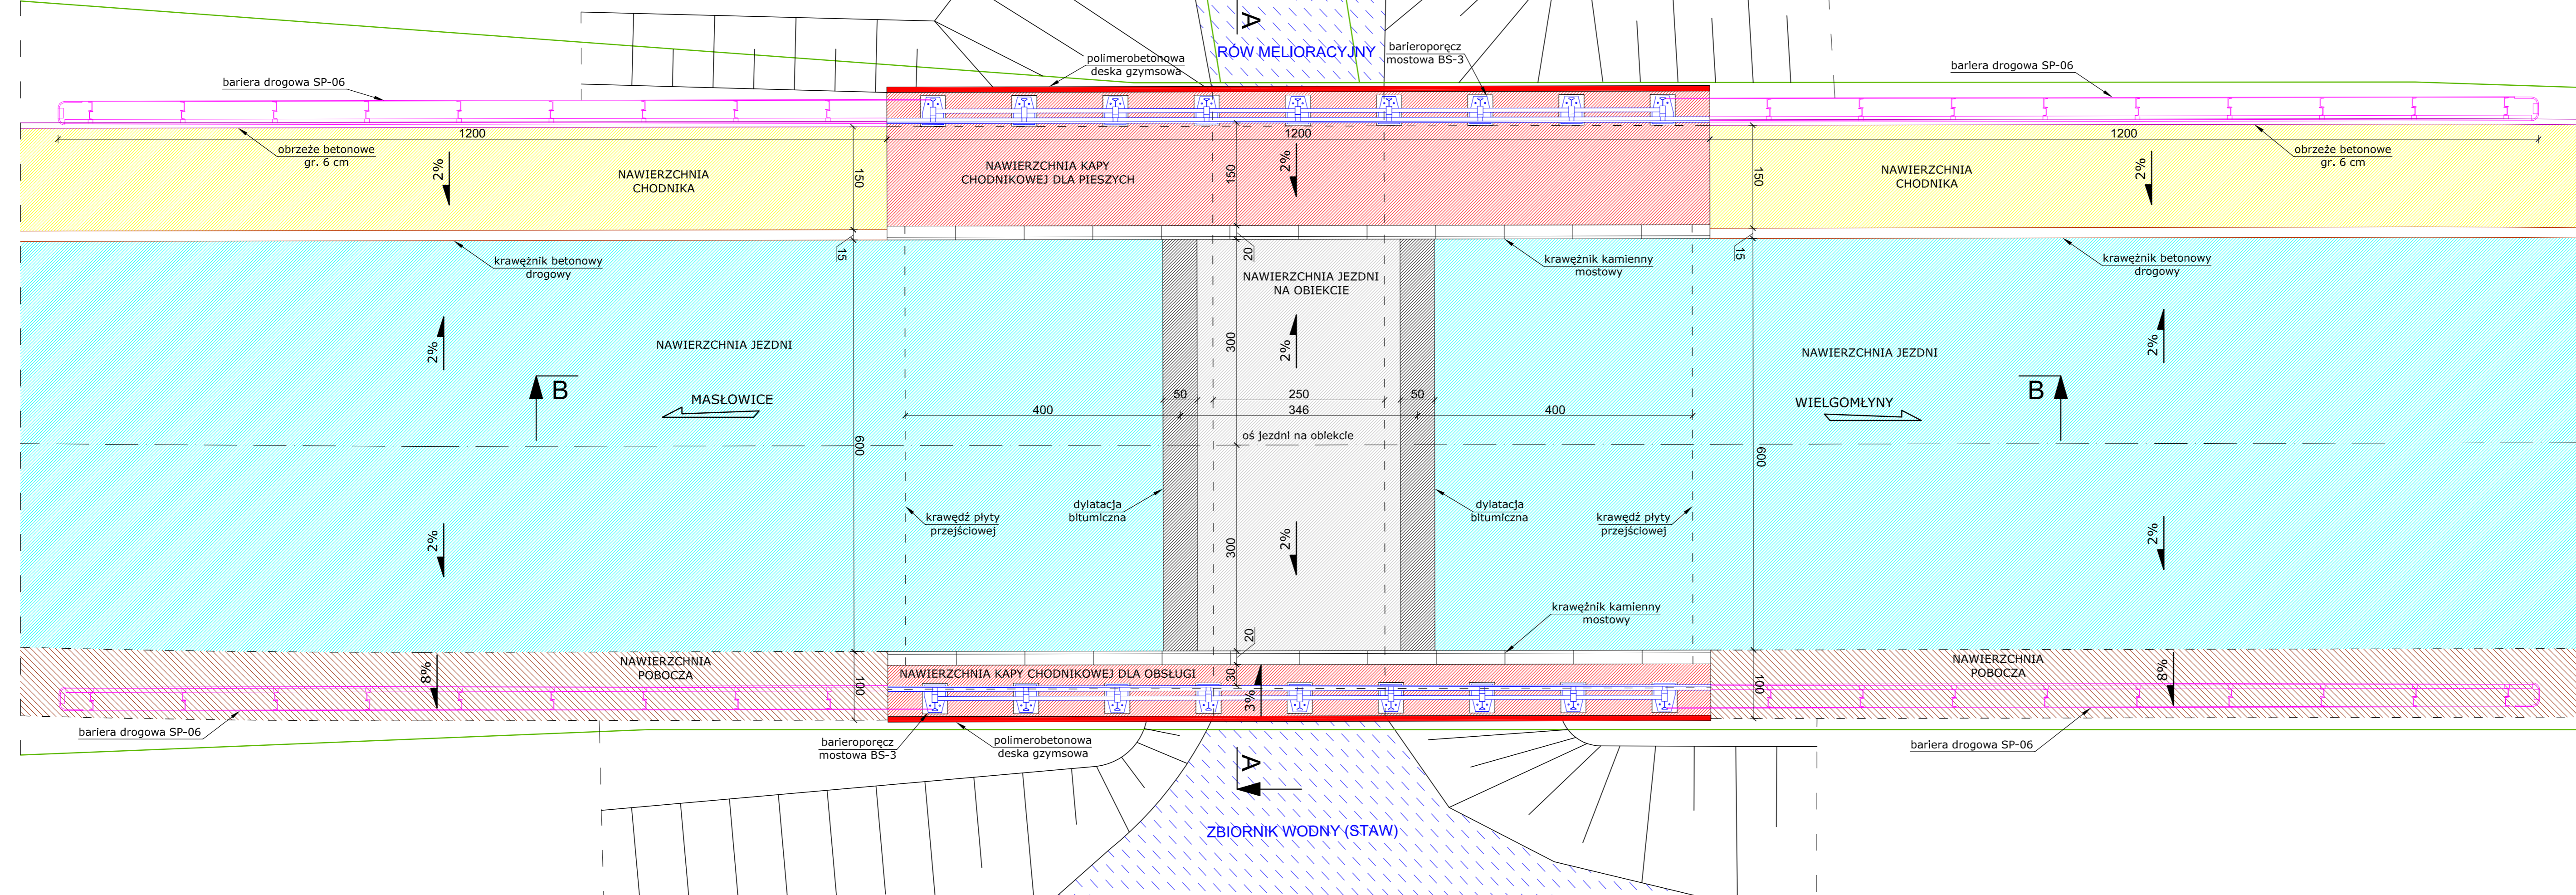 A
RÓW MELIORACYJNY
barieroporęcz
mostowa BS-3
polimerobetonowa
deska gzymsowa
bariera drogowa SP-06
bariera drogowa SP-06
1200
1200
1200
obrzeże betonowe
gr. 6 cm
obrzeże betonowe
gr. 6 cm
2%
NAWIERZCHNIA
CHODNIKA
150
NAWIERZCHNIA KAPY
CHODNIKOWEJ DLA PIESZYCH
150
2%
150
NAWIERZCHNIA
CHODNIKA
2%
15
20
15
krawężnik betonowy
drogowy
krawężnik kamienny
mostowy
krawężnik betonowy
drogowy
NAWIERZCHNIA JEZDNI
NA OBIEKCIE
2%
NAWIERZCHNIA JEZDNI
300
2%
NAWIERZCHNIA JEZDNI
2%
B
MASŁOWICE
50
250
50
400
346
400
WIELGOMŁYNY
B
600
oś jezdni na obiekcie
600
2%
krawędź płyty
przejściowej
dylatacja
bitumiczna
300
2%
dylatacja
bitumiczna
krawędź płyty
przejściowej
2%
krawężnik kamienny
mostowy
20
8%
NAWIERZCHNIA
POBOCZA
100
NAWIERZCHNIA KAPY CHODNIKOWEJ DLA OBSŁUGI
30
3%
100
NAWIERZCHNIA
POBOCZA
8%
bariera drogowa SP-06
barieroporęcz
mostowa BS-3
polimerobetonowa
deska gzymsowa
bariera drogowa SP-06
A
ZBIORNIK WODNY (STAW)